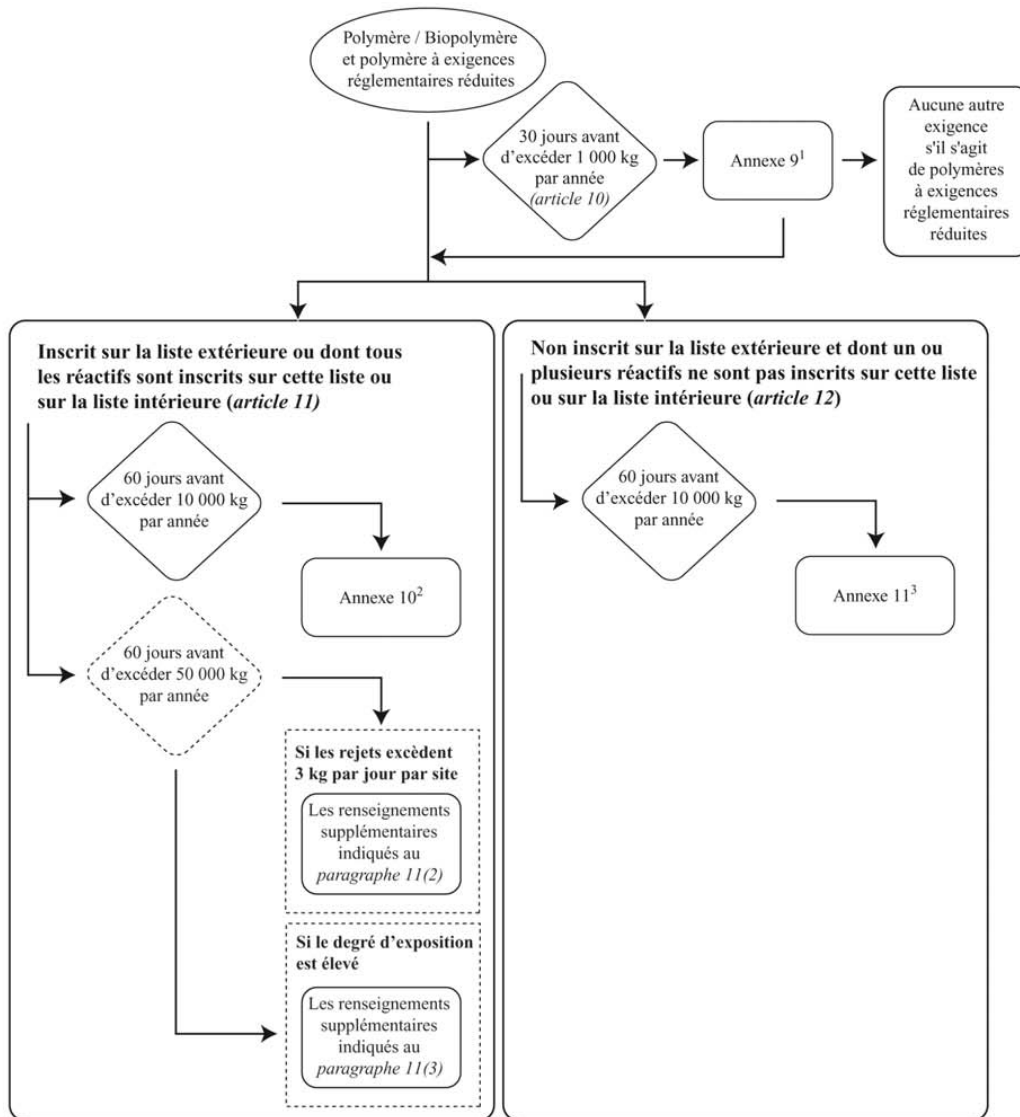 Polymère / Biopolymère
et polymère à exigences
réglementaires réduites
30 jours avant
d'excéder 1 000 kg
par année
(article 10)
Annexe 9¹
Aucune autre
exigence
s'il s'agit
de polymères
à exigences
réglementaires
réduites
Inscrit sur la liste extérieure ou dont tous
les réactifs sont inscrits sur cette liste ou
sur la liste intérieure (article 11)
60 jours avant
d'excéder 10 000 kg
par année
Annexe 10²
60 jours avant
d'excéder 50 000 kg
par année
Si les rejets excèdent
3 kg par jour par site
Les renseignements
supplémentaires
indiqués au
paragraphe 11(2)
Si le degré d'exposition
est élevé
Les renseignements
supplémentaires
indiqués au
paragraphe 11(3)
Non inscrit sur la liste extérieure et dont un ou
plusieurs réactifs ne sont pas inscrits sur cette liste
ou sur la liste intérieure (article 12)
60 jours avant
d'excéder 10 000 kg
par année
Annexe 11³